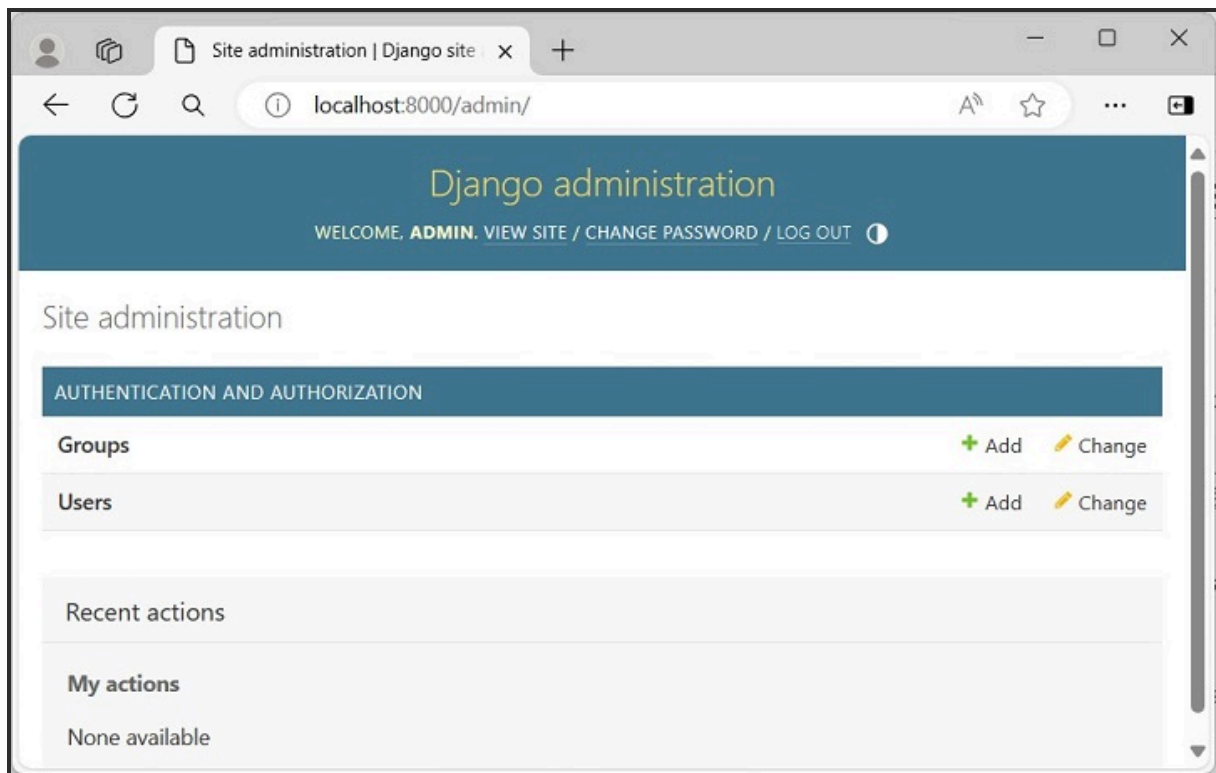 Site administration | Django site
localhost:8000/admin/
Django administration
WELCOME, ADMIN. VIEW SITE / CHANGE PASSWORD / LOG OUT
Site administration
AUTHENTICATION AND AUTHORIZATION
Groups Add Change
Users Add Change
Recent actions
My actions
None available